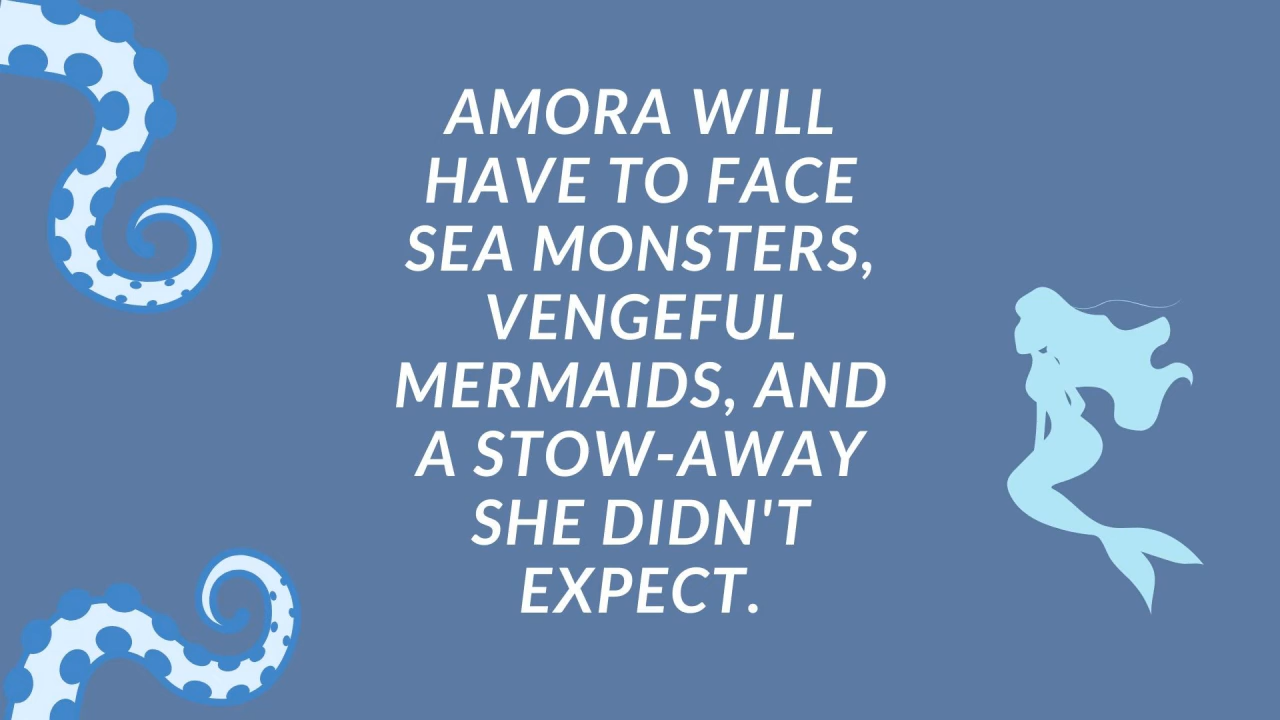 AMORA WILL
HAVE TO FACE
SEA MONSTERS,
VENGEFUL
MERMAIDS, AND
A STOW-AWAY
SHE DIDN'T
EXPECT.